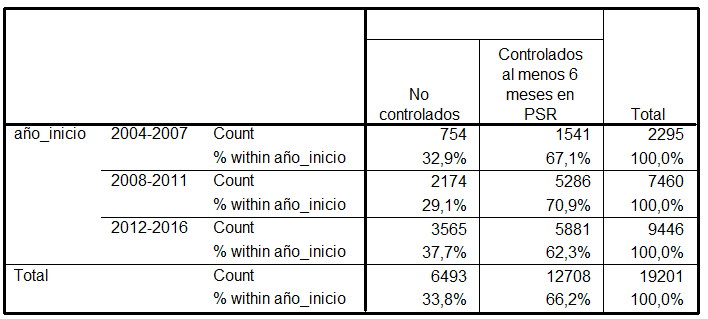 Controlados
al menos 6
No meses en
controlados PSR Total
año_inicio 2004-2007 Count 754 1541 2295
% within año_inicio 32,9% 67,1% 100,0%
2008-2011 Count 2174 5286 7460
% within año_inicio 29,1% 70,9% 100,0%
2012-2016 Count 3565 5881 9446
% within año_inicio 37,7% 62,3% 100,0%
Total Count 6493 12708 19201
% within año_inicio 33,8% 66,2% 100,0%